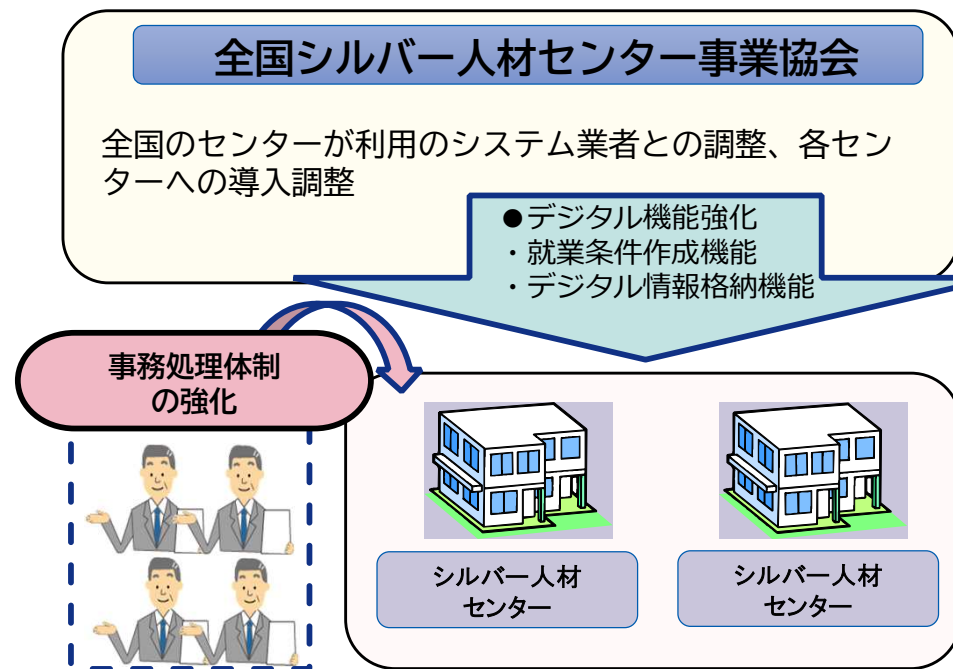 全国シルバー人材センター事業協会
全国のセンターが利用のシステム業者との調整、各セン
ターへの導入調整
●デジタル機能強化
・就業条件作成機能
・デジタル情報格納機能
事務処理体制
の強化
シルバー人材
センター
シルバー人材
センター